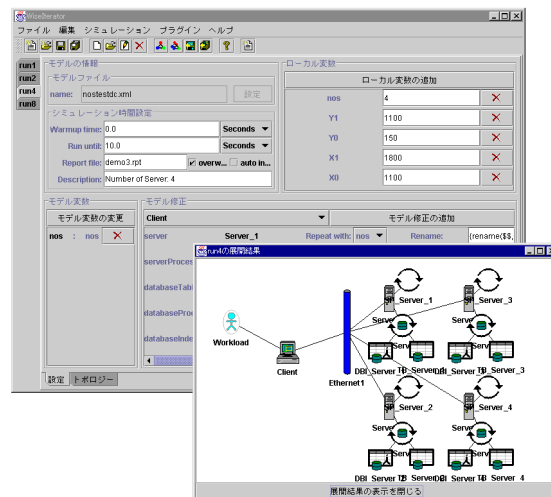 WiseIterator
ファイル 編集 シミュレーション プラグイン ヘルプ
run1
run2
run4
run8
モデルの情報
モデルファイル
name: nostestdc.xml 設定
シミュレーション時間設定
Warmup time: 0.0 Seconds
Run until: 10.0 Seconds
Report file: demo3.rpt overw... auto in...
Description: Number of Server: 4
ローカル変数
ローカル変数の追加
nos 4
Y1 1100
Y0 150
X1 1800
X0 1100
モデル変数
モデル変数の変更
nos : nos
モデル修正
Client モデル修正の追加
server Server_1 Repeat with: nos Rename: {rename($$,
serverProces
databaseTabl
databaseProc
databaseInde
設定 トポロジー
run4の展開結果
Workload
Client
Ethernet1
SP_Server_1
SP_Server_3
SP_Server_2
SP_Server_4
展開結果の表示を閉じる